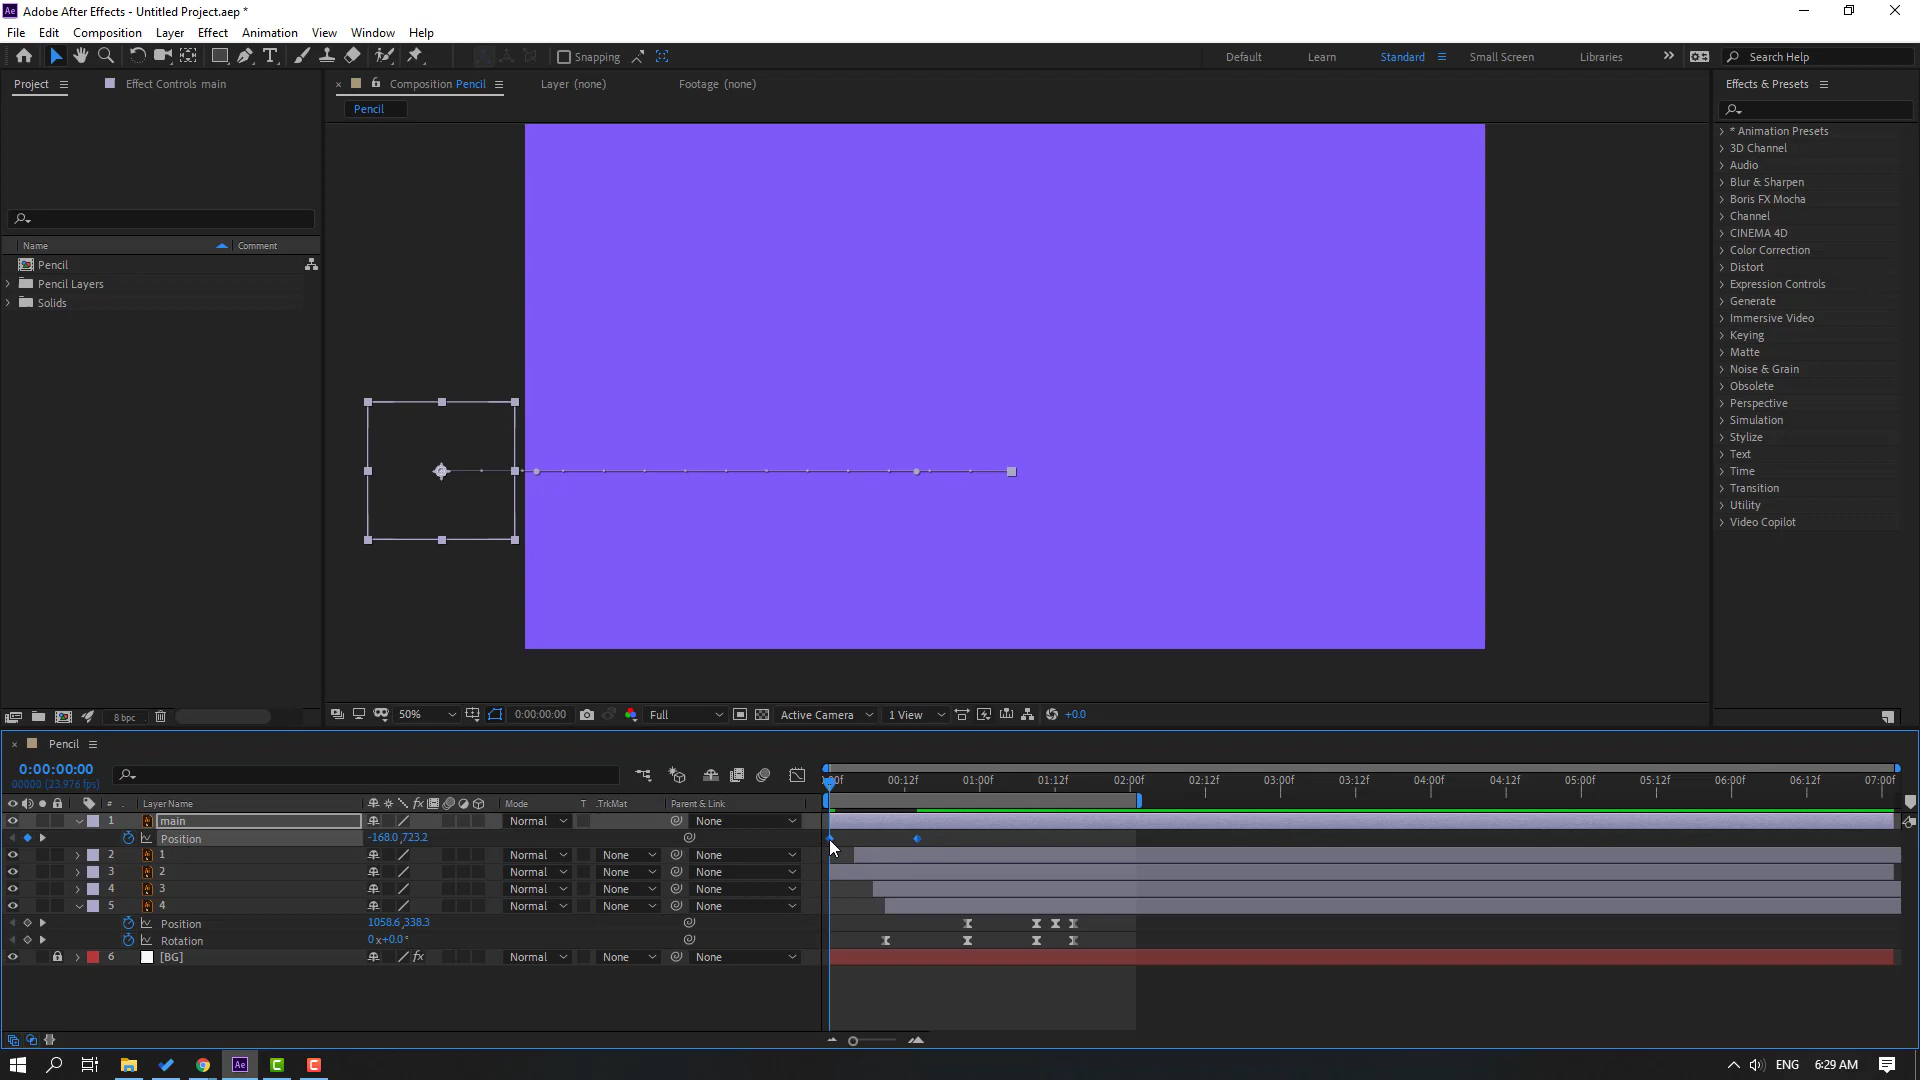 Adobe After Effects - Untitled Project.aep *
File Edit Composition Layer Effect Animation View Window Help
Snapping Default Learn Standard Small Screen Libraries » Search Help
Project Effect Controls main Composition Pencil Layer (none) Footage (none) Effects & Presets
Pencil
* Animation Presets
3D Channel
Audio
Blur & Sharpen
Boris FX Mocha
Channel
CINEMA 4D
Color Correction
Distort
Expression Controls
Generate
Immersive Video
Keying
Matte
Noise & Grain
Obsolete
Perspective
Simulation
Stylize
Text
Time
Transition
Utility
Video Copilot
Name Comment
Pencil
Pencil Layers
Solids
8 bpc 50% 0:00:00:00 Full Active Camera 1 View +0.0
Pencil
0:00:00:00
00000 (23.976 fps)
:00f 00:12f 01:00f 01:12f 02:00f 02:12f 03:00f 03:12f 04:00f 04:12f 05:00f 05:12f 06:00f 06:12f 07:00f
# Layer Name Mode T .TrkMat Parent & Link
1 main Normal None
Position -168.0,723.2
2 1 Normal None None
3 2 Normal None None
4 3 Normal None None
5 4 Normal None None
Position 1058.6,338.3
Rotation 0x+0.0°
6 [BG] fx Normal None None
ENG 6:29 AM